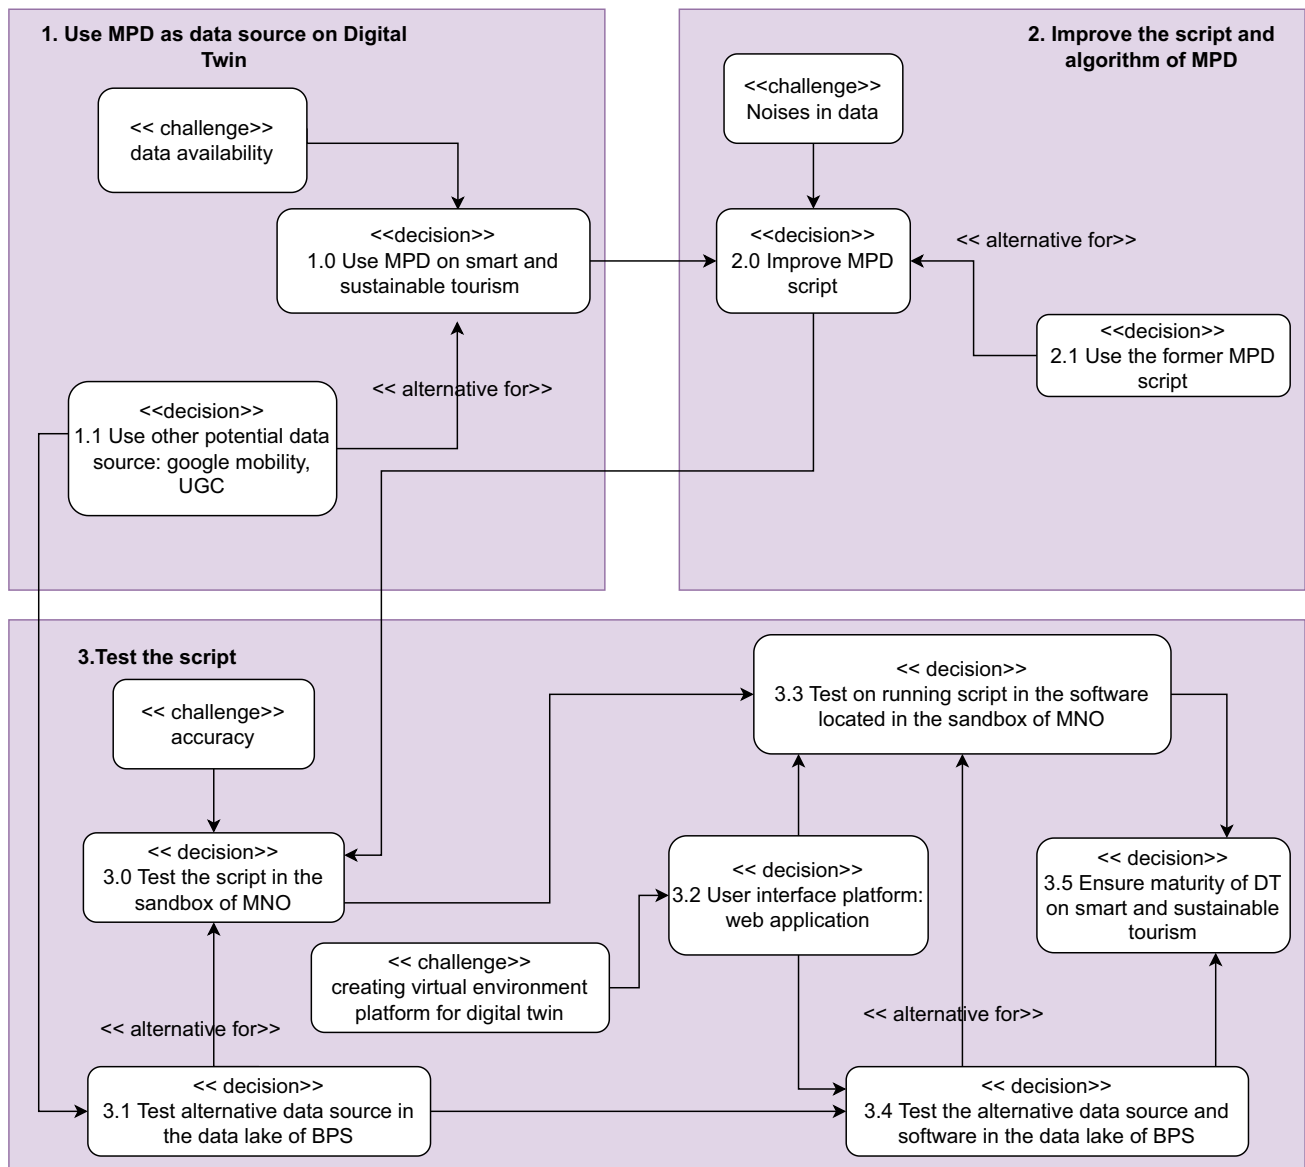 1. Use MPD as data source on Digital
Twin
<< challenge>>
data availability
<<decision>>
1.0 Use MPD on smart and
sustainable tourism
<< alternative for>>
<<decision>>
1.1 Use other potential data
source: google mobility,
UGC
2. Improve the script and
algorithm of MPD
<<challenge>>
Noises in data
<<decision>>
2.0 Improve MPD
script
<< alternative for>>
<<decision>>
2.1 Use the former MPD
script
3.Test the script
<< challenge>>
accuracy
<< decision>>
3.0 Test the script in the
sandbox of MNO
<< challenge>>
creating virtual environment
platform for digital twin
<< alternative for>>
<< decision>>
3.1 Test alternative data source in
the data lake of BPS
<< decision>>
3.3 Test on running script in the software
located in the sandbox of MNO
<< decision>>
3.2 User interface platform:
web application
<< decision>>
3.5 Ensure maturity of DT
on smart and sustainable
tourism
<< alternative for>>
<< decision>>
3.4 Test the alternative data source and
software in the data lake of BPS